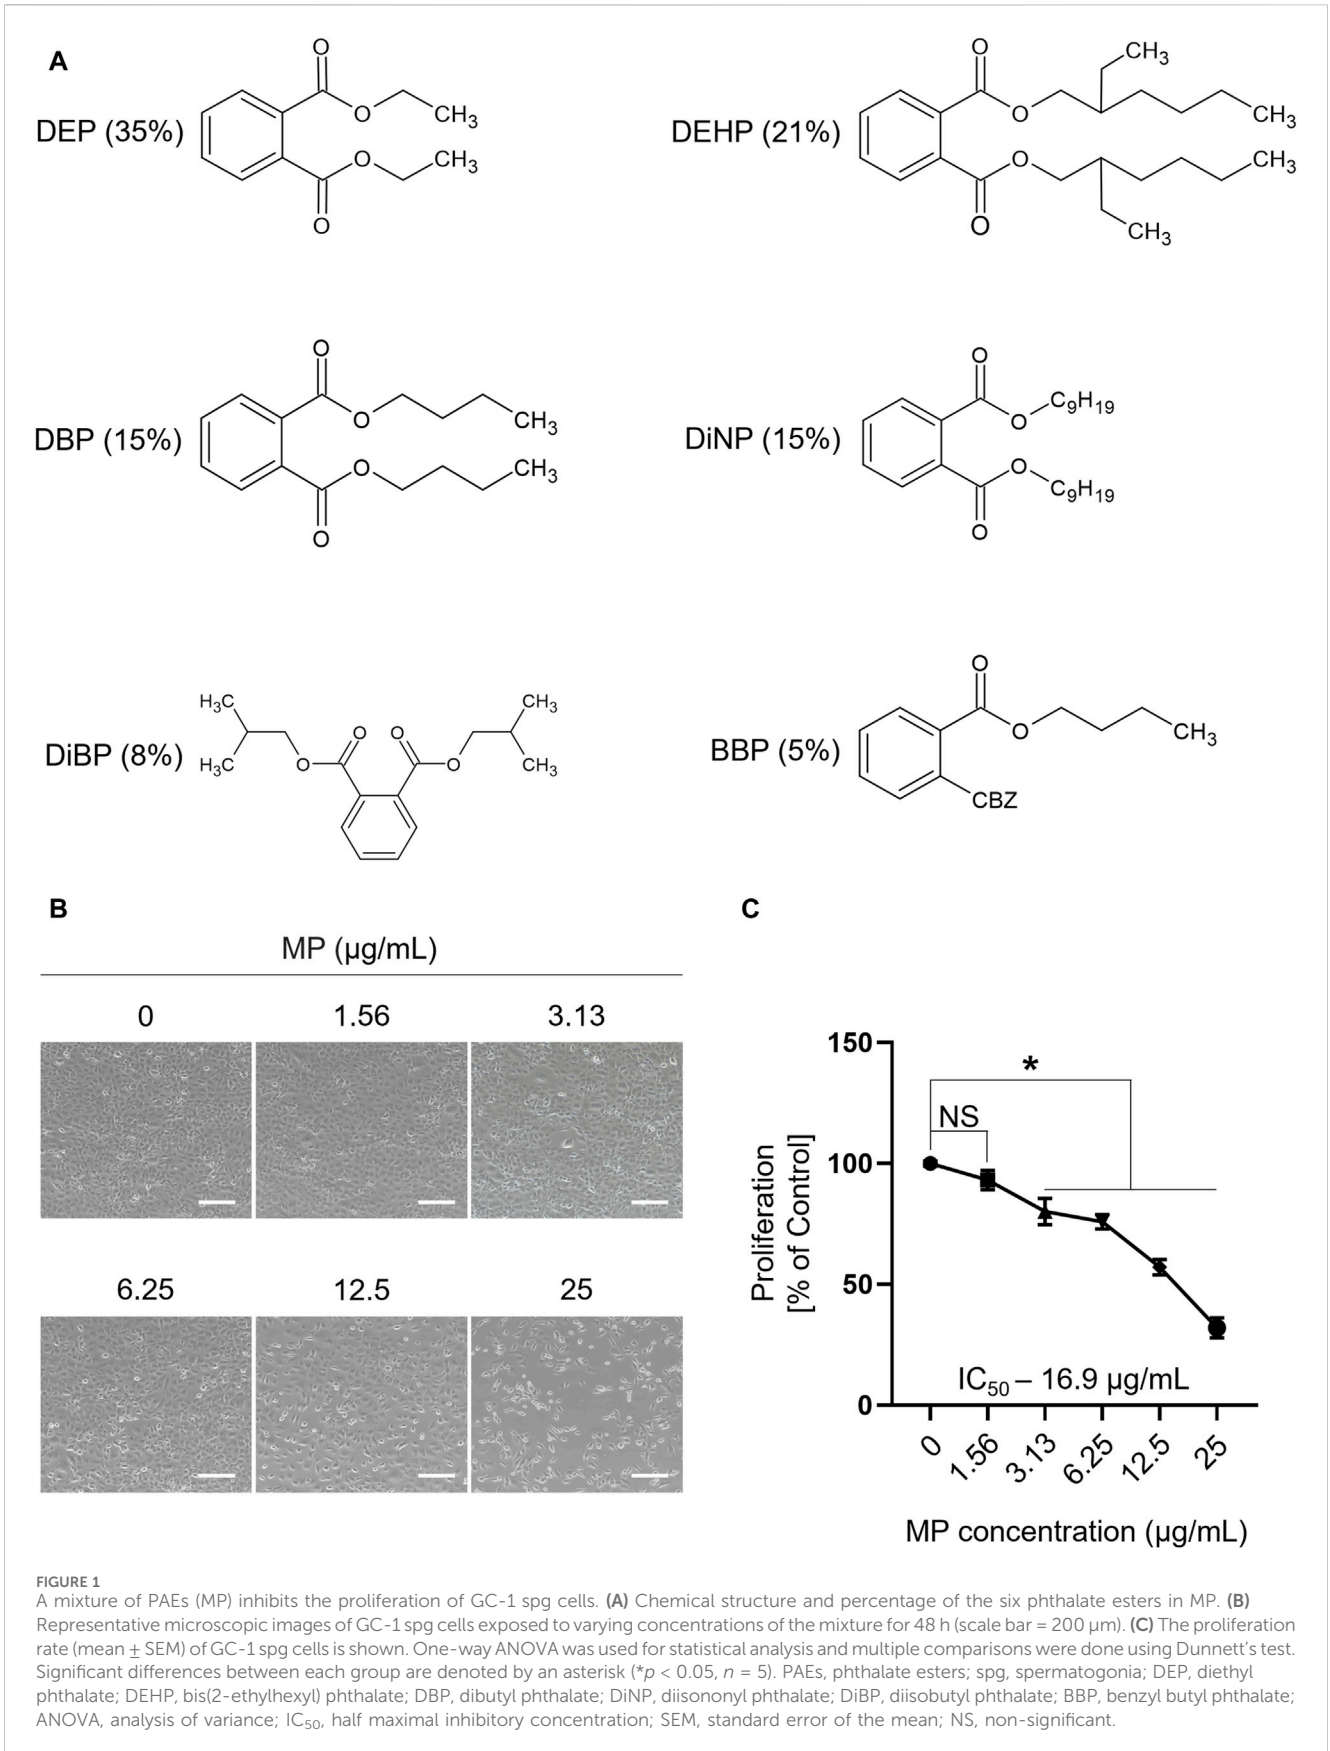 A
DEP (35%)
O
O
CH3
O
CH3
O
DEHP (21%)
CH3
O
O
CH3
O
CH3
O
CH3
DBP (15%)
O
O
CH3
O
CH3
O
DiNP (15%)
O
C9H19
O
O
C9H19
O
DiBP (8%)
H3C
CH3
O
O
H3C
O
O
CH3
BBP (5%)
O
O
CH3
CBZ
B
MP (µg/mL)
0
1.56
3.13
6.25
12.5
25
C
150
100
50
0
Proliferation
[% of Control]
*
NS
IC50 – 16.9 µg/mL
0
1.56
3.13
6.25
12.5
25
MP concentration (µg/mL)
FIGURE 1
A mixture of PAEs (MP) inhibits the proliferation of GC-1 spg cells. (A) Chemical structure and percentage of the six phthalate esters in MP. (B)
Representative microscopic images of GC-1 spg cells exposed to varying concentrations of the mixture for 48 h (scale bar = 200 µm). (C) The proliferation
rate (mean ± SEM) of GC-1 spg cells is shown. One-way ANOVA was used for statistical analysis and multiple comparisons were done using Dunnett's test.
Significant differences between each group are denoted by an asterisk (*p < 0.05, n = 5). PAEs, phthalate esters; spg, spermatogonia; DEP, diethyl
phthalate; DEHP, bis(2-ethylhexyl) phthalate; DBP, dibutyl phthalate; DiNP, diisononyl phthalate; DiBP, diisobutyl phthalate; BBP, benzyl butyl phthalate;
ANOVA, analysis of variance; IC50, half maximal inhibitory concentration; SEM, standard error of the mean; NS, non-significant.